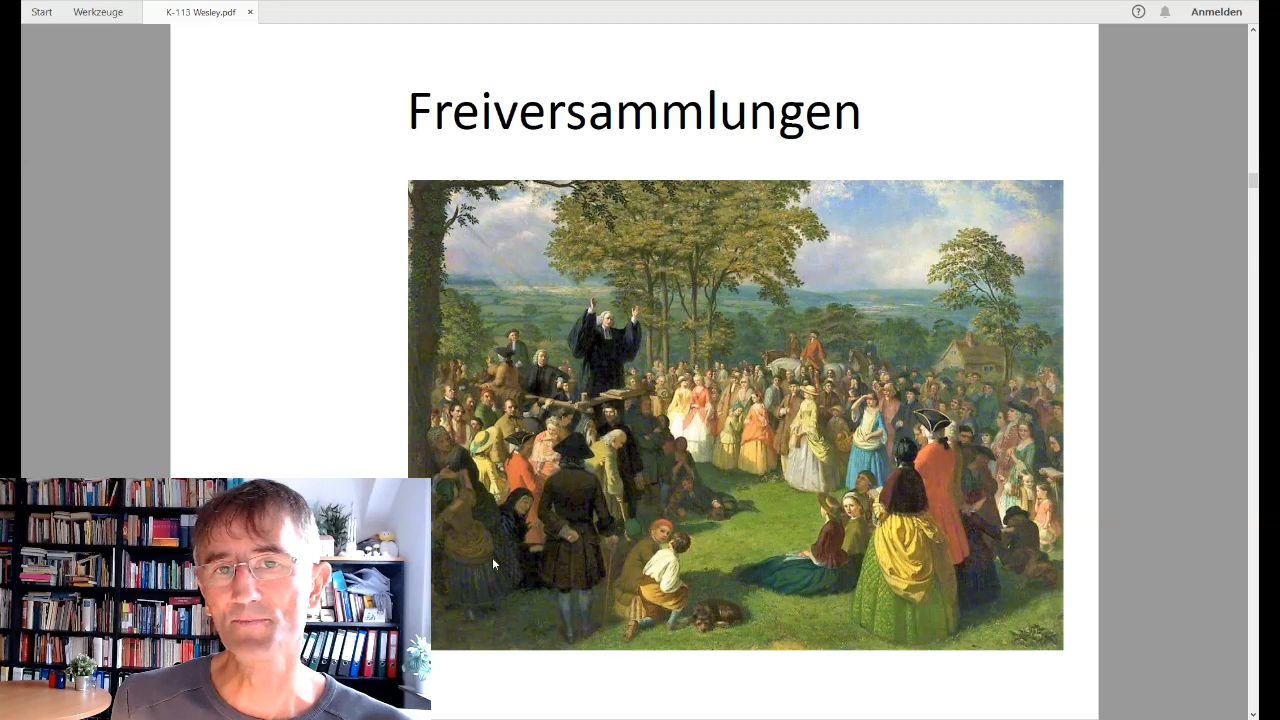 Start Werkzeuge K-113 Wesley.pdf × ? Anmelden
Freiversammlungen